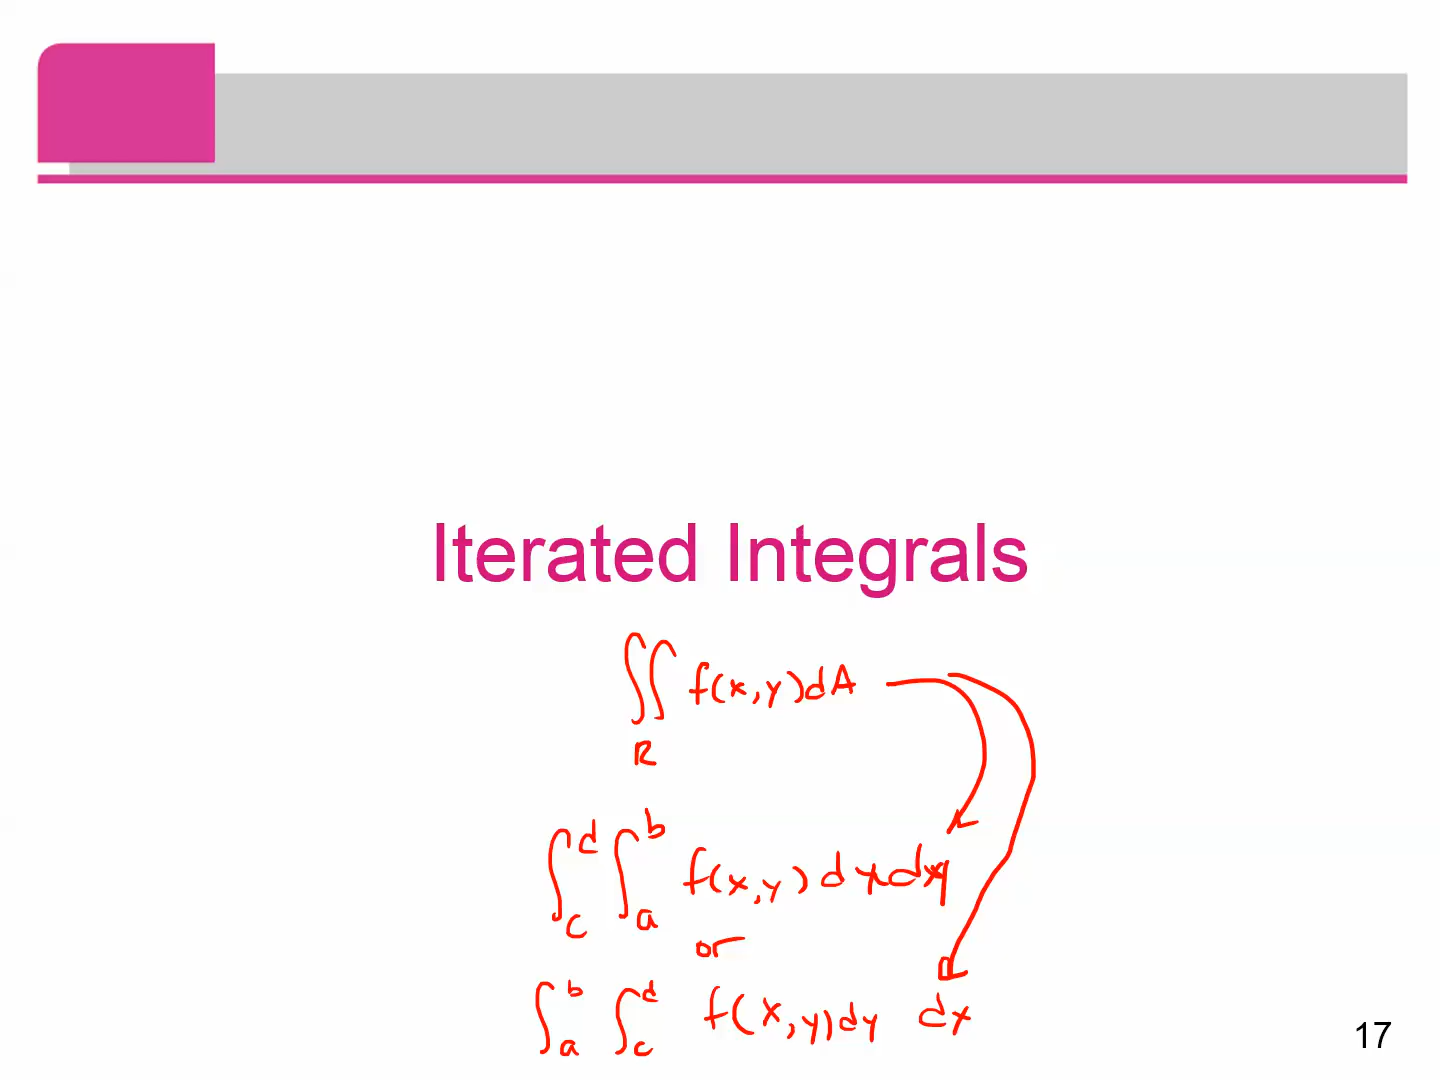 Iterated Integrals
∬ f(x,y)dA
R
∫_c^d ∫_a^b f(x,y) dx dy
or
∫_a^b ∫_c^d f(x,y)dy dx
17